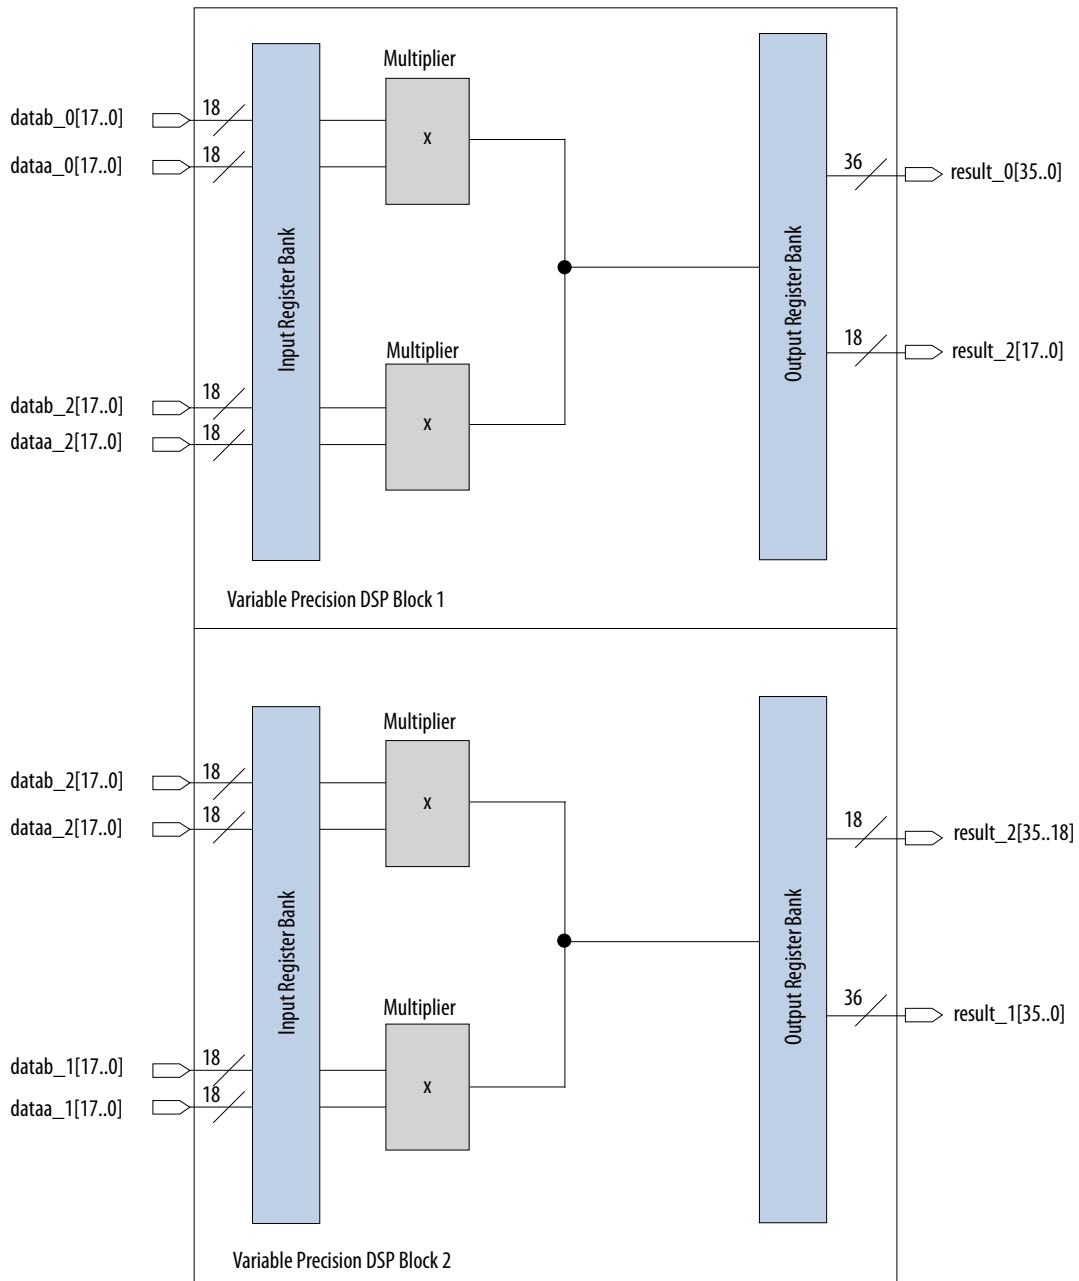 Multiplier
datab_0[17..0]
18
dataa_0[17..0]
18
x
36
result_0[35..0]
Input Register Bank
Output Register Bank
Multiplier
18
result_2[17..0]
datab_2[17..0]
18
dataa_2[17..0]
18
x
Variable Precision DSP Block 1
Multiplier
datab_2[17..0]
18
dataa_2[17..0]
18
x
18
result_2[35..18]
Input Register Bank
Output Register Bank
Multiplier
36
result_1[35..0]
datab_1[17..0]
18
dataa_1[17..0]
18
x
Variable Precision DSP Block 2